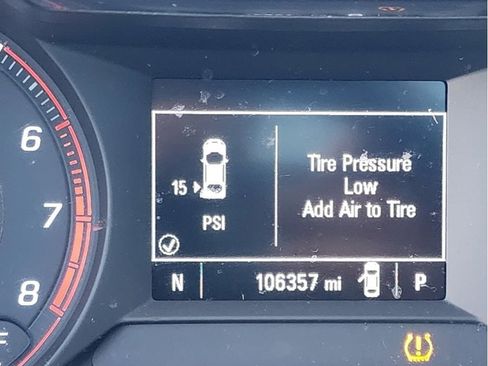 6
7
8
F
15
PSI
Tire Pressure
Low
Add Air to Tire
N
106357 mi
P